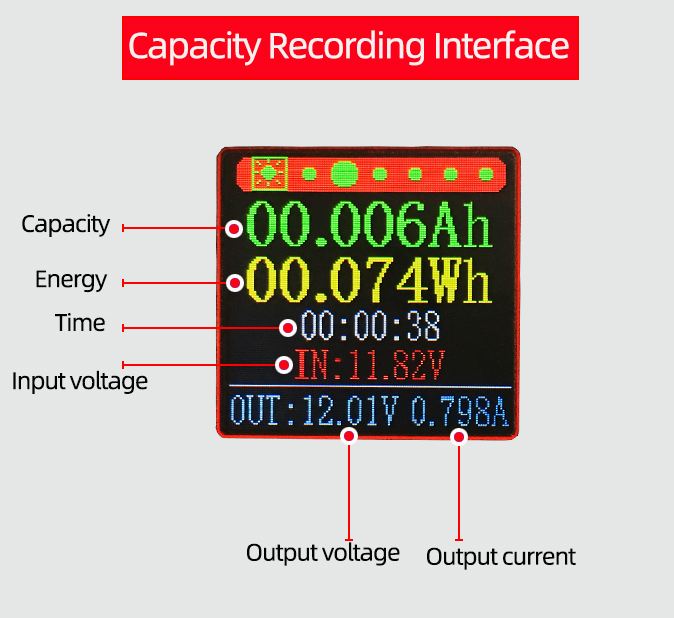 Capacity Recording Interface
Capacity
00.006Ah
Energy
00.074Wh
Time
00:00:38
IN:11.82V
Input voltage
OUT:12.01V 0.798A
Output voltage
Output current